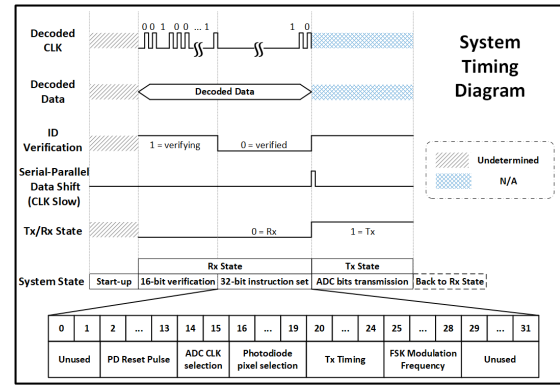 System
Timing
Diagram
Decoded
CLK
0 0 1 0 0 ... 1
1 0
Decoded
Data
Decoded Data
ID
Verification
1 = verifying
0 = verified
Undetermined
N/A
Serial-Parallel
Data Shift
(CLK Slow)
Tx/Rx State
0 = Rx
1 = Tx
Rx State
Tx State
System State
Start-up
16-bit verification
32-bit instruction set
ADC bits transmission
Back to Rx State
0 1 2 ... 13 14 15 16 ... 19 20 ... 24 25 ... 28 29 ... 31
Unused
PD Reset Pulse
ADC CLK
selection
Photodiode
pixel selection
Tx Timing
FSK Modulation
Frequency
Unused